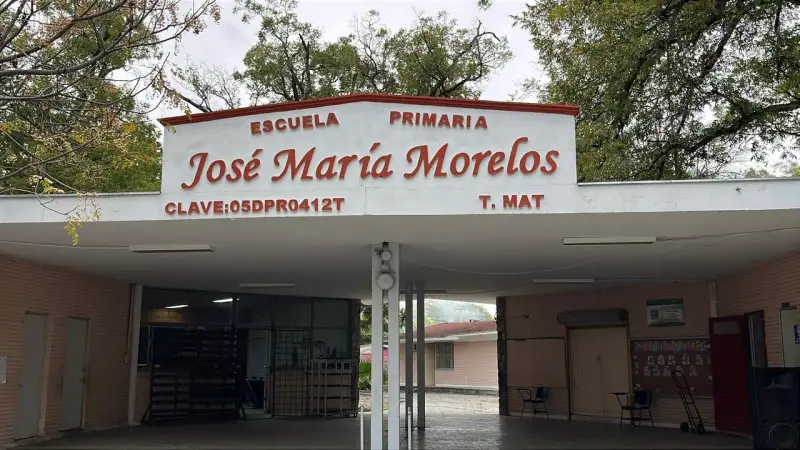 ESCUELA PRIMARIA
José María Morelos
CLAVE:05DPR0412T T. MAT